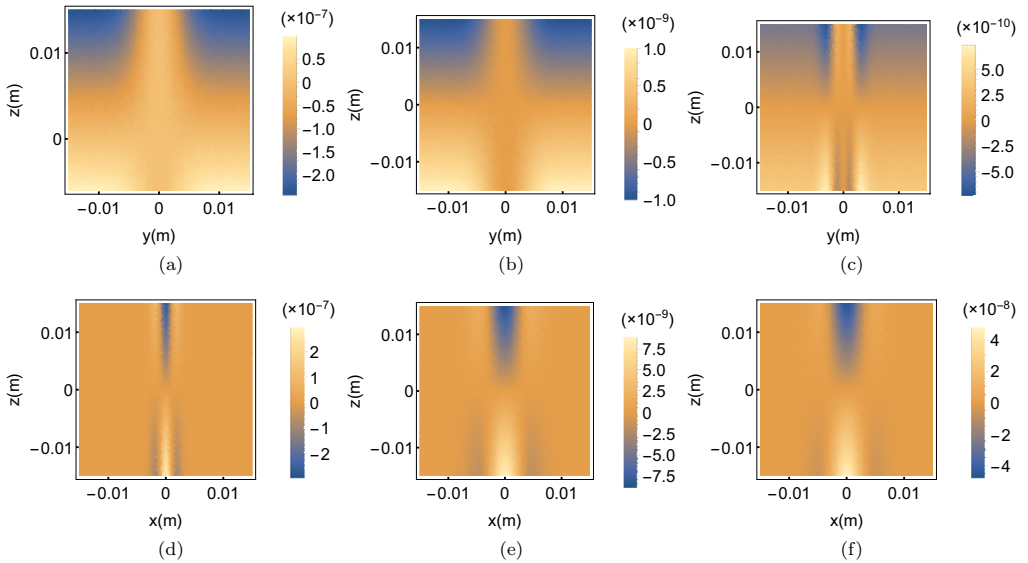 (×10⁻⁷)
0.01
0
z(m)
0.5
0
−0.5
−1.0
−1.5
−2.0
−0.01 0 0.01
y(m)
(a)
(×10⁻⁹)
0.01
0
−0.01
z(m)
1.0
0.5
0
−0.5
−1.0
−0.01 0 0.01
y(m)
(b)
(×10⁻¹⁰)
0.01
0
−0.01
z(m)
5.0
2.5
0
−2.5
−5.0
−0.01 0 0.01
y(m)
(c)
(×10⁻⁷)
0.01
0
−0.01
z(m)
2
1
0
−1
−2
−0.01 0 0.01
x(m)
(d)
(×10⁻⁹)
0.01
0
−0.01
z(m)
7.5
5.0
2.5
0
−2.5
−5.0
−7.5
−0.01 0 0.01
x(m)
(e)
(×10⁻⁸)
0.01
0
−0.01
z(m)
4
2
0
−2
−4
−0.01 0 0.01
x(m)
(f)